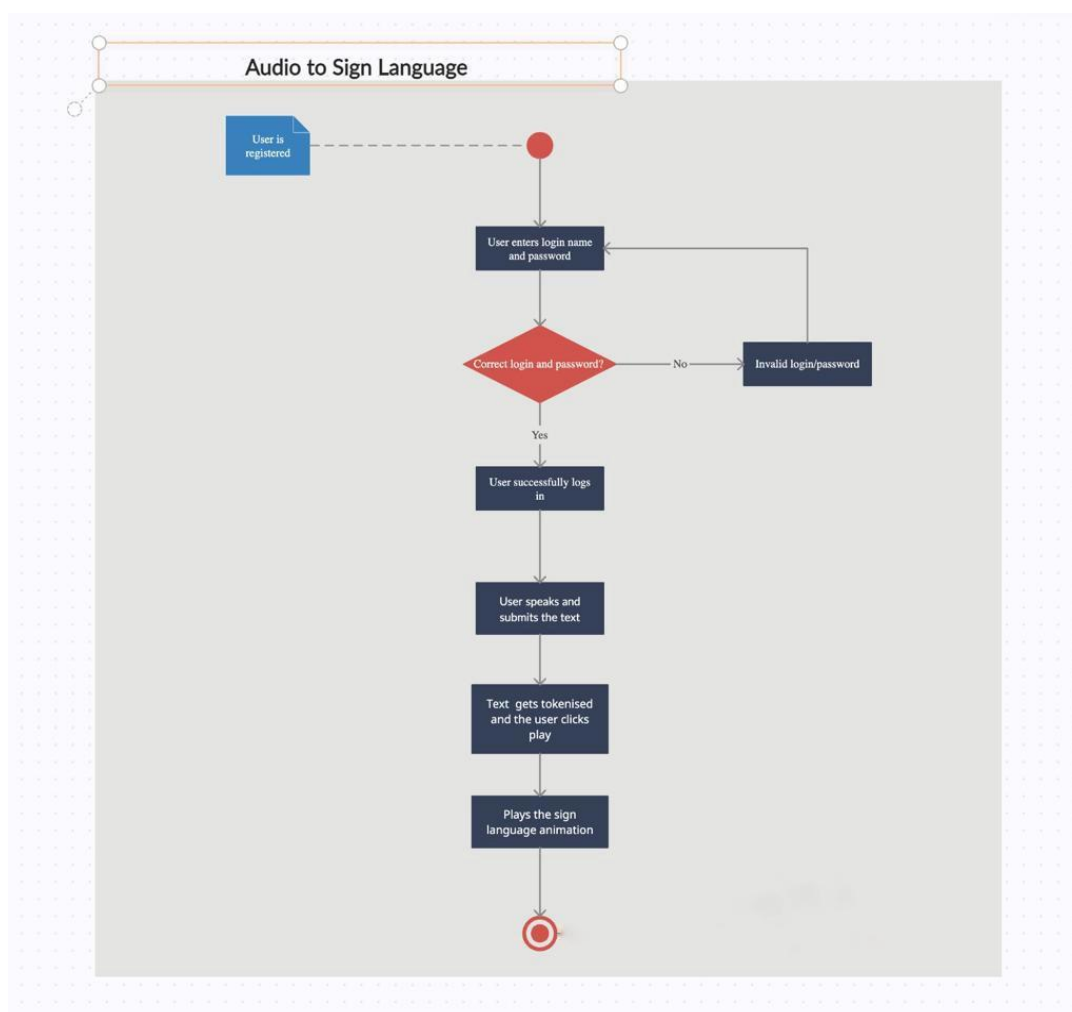 Audio to Sign Language
User is
registered
User enters login name
and password
Correct login and password?
No
Invalid login/password
Yes
User successfully logs
in
User speaks and
submits the text
Text gets tokenised
and the user clicks
play
Plays the sign
language animation